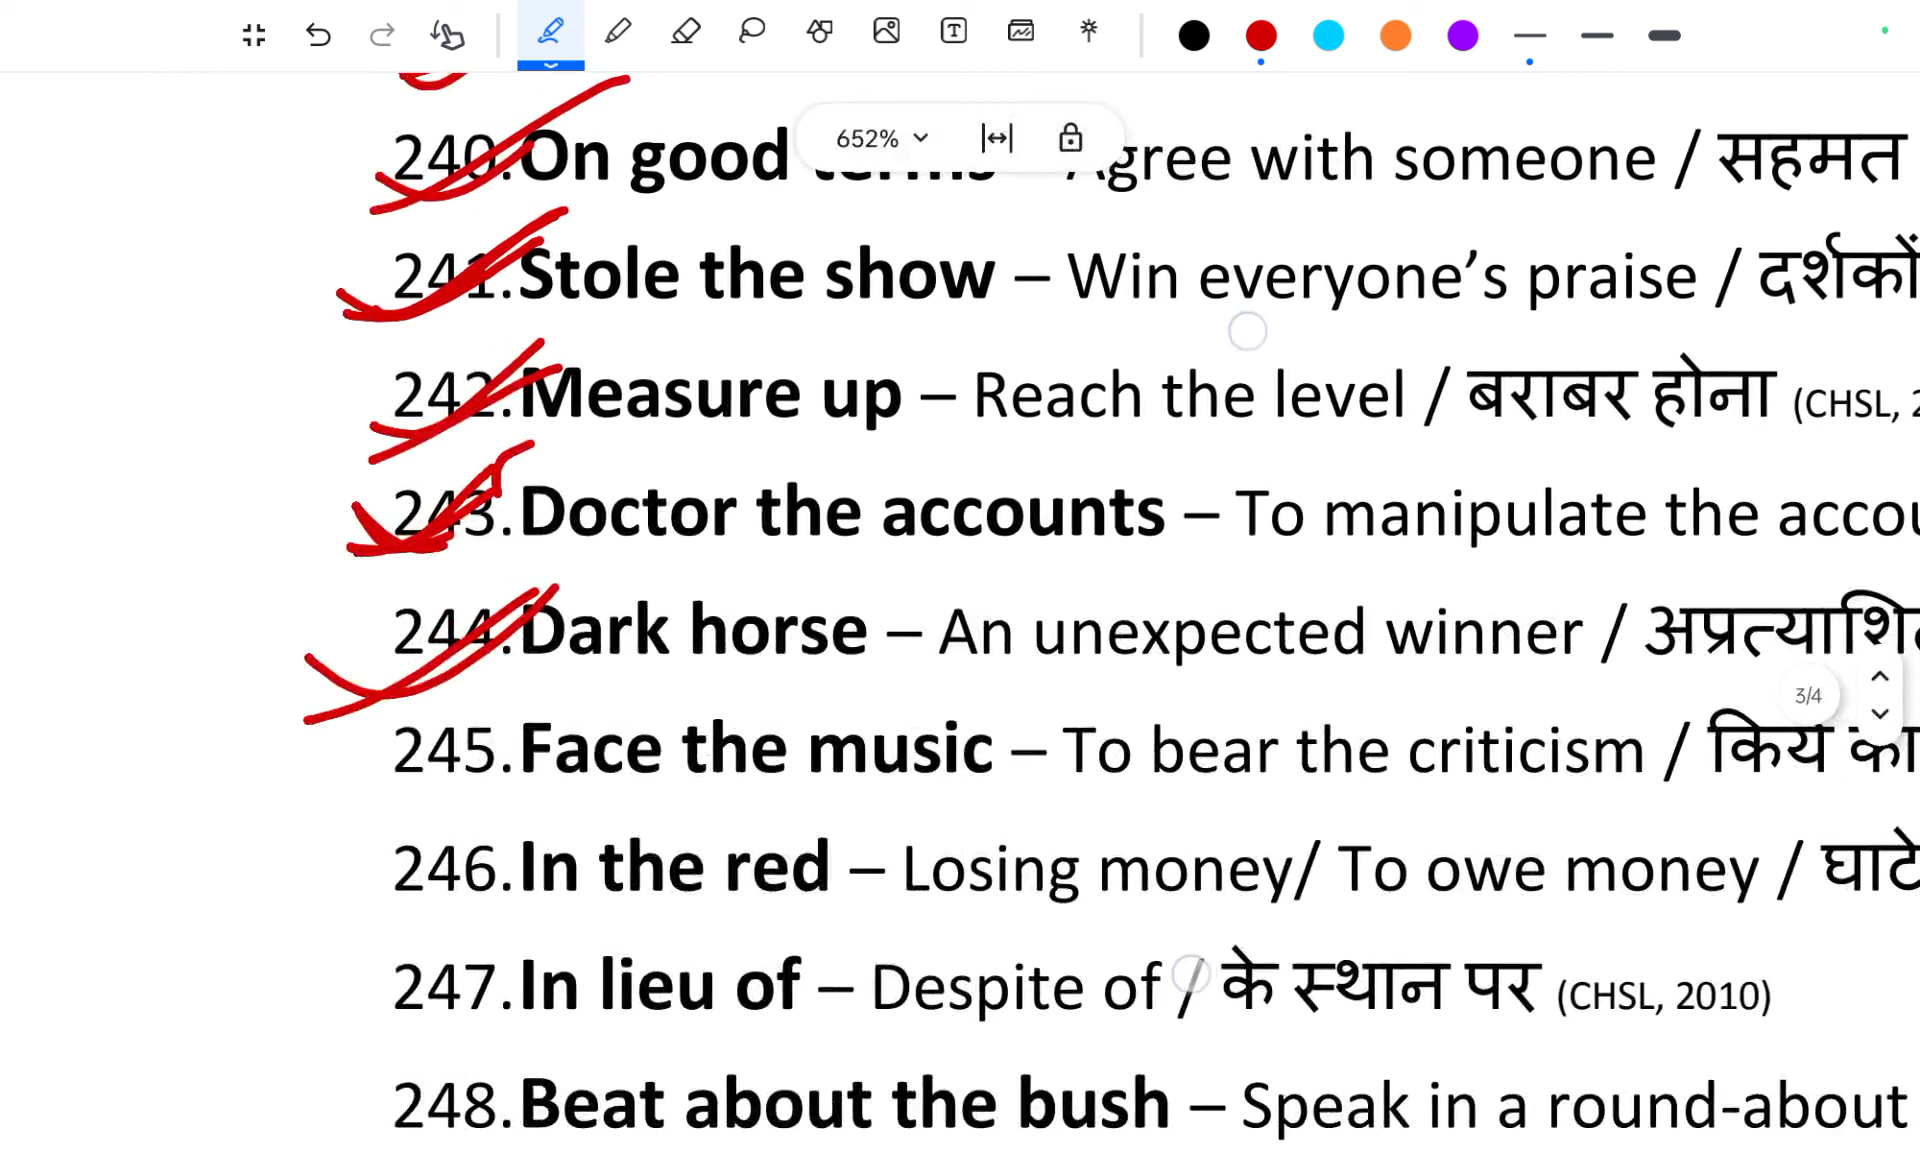 652%
240. On good terms – Agree with someone / सहमत
241. Stole the show – Win everyone’s praise / दर्शकों
242. Measure up – Reach the level / बराबर होना (CHSL, 2
243. Doctor the accounts – To manipulate the accou
244. Dark horse – An unexpected winner /
3/4
245. Face the music – To bear the criticism / किये का
246. In the red – Losing money/ To owe money / घाटे
247. In lieu of – Despite of / के स्थान पर (CHSL, 2010)
248. Beat about the bush – Speak in a round-about